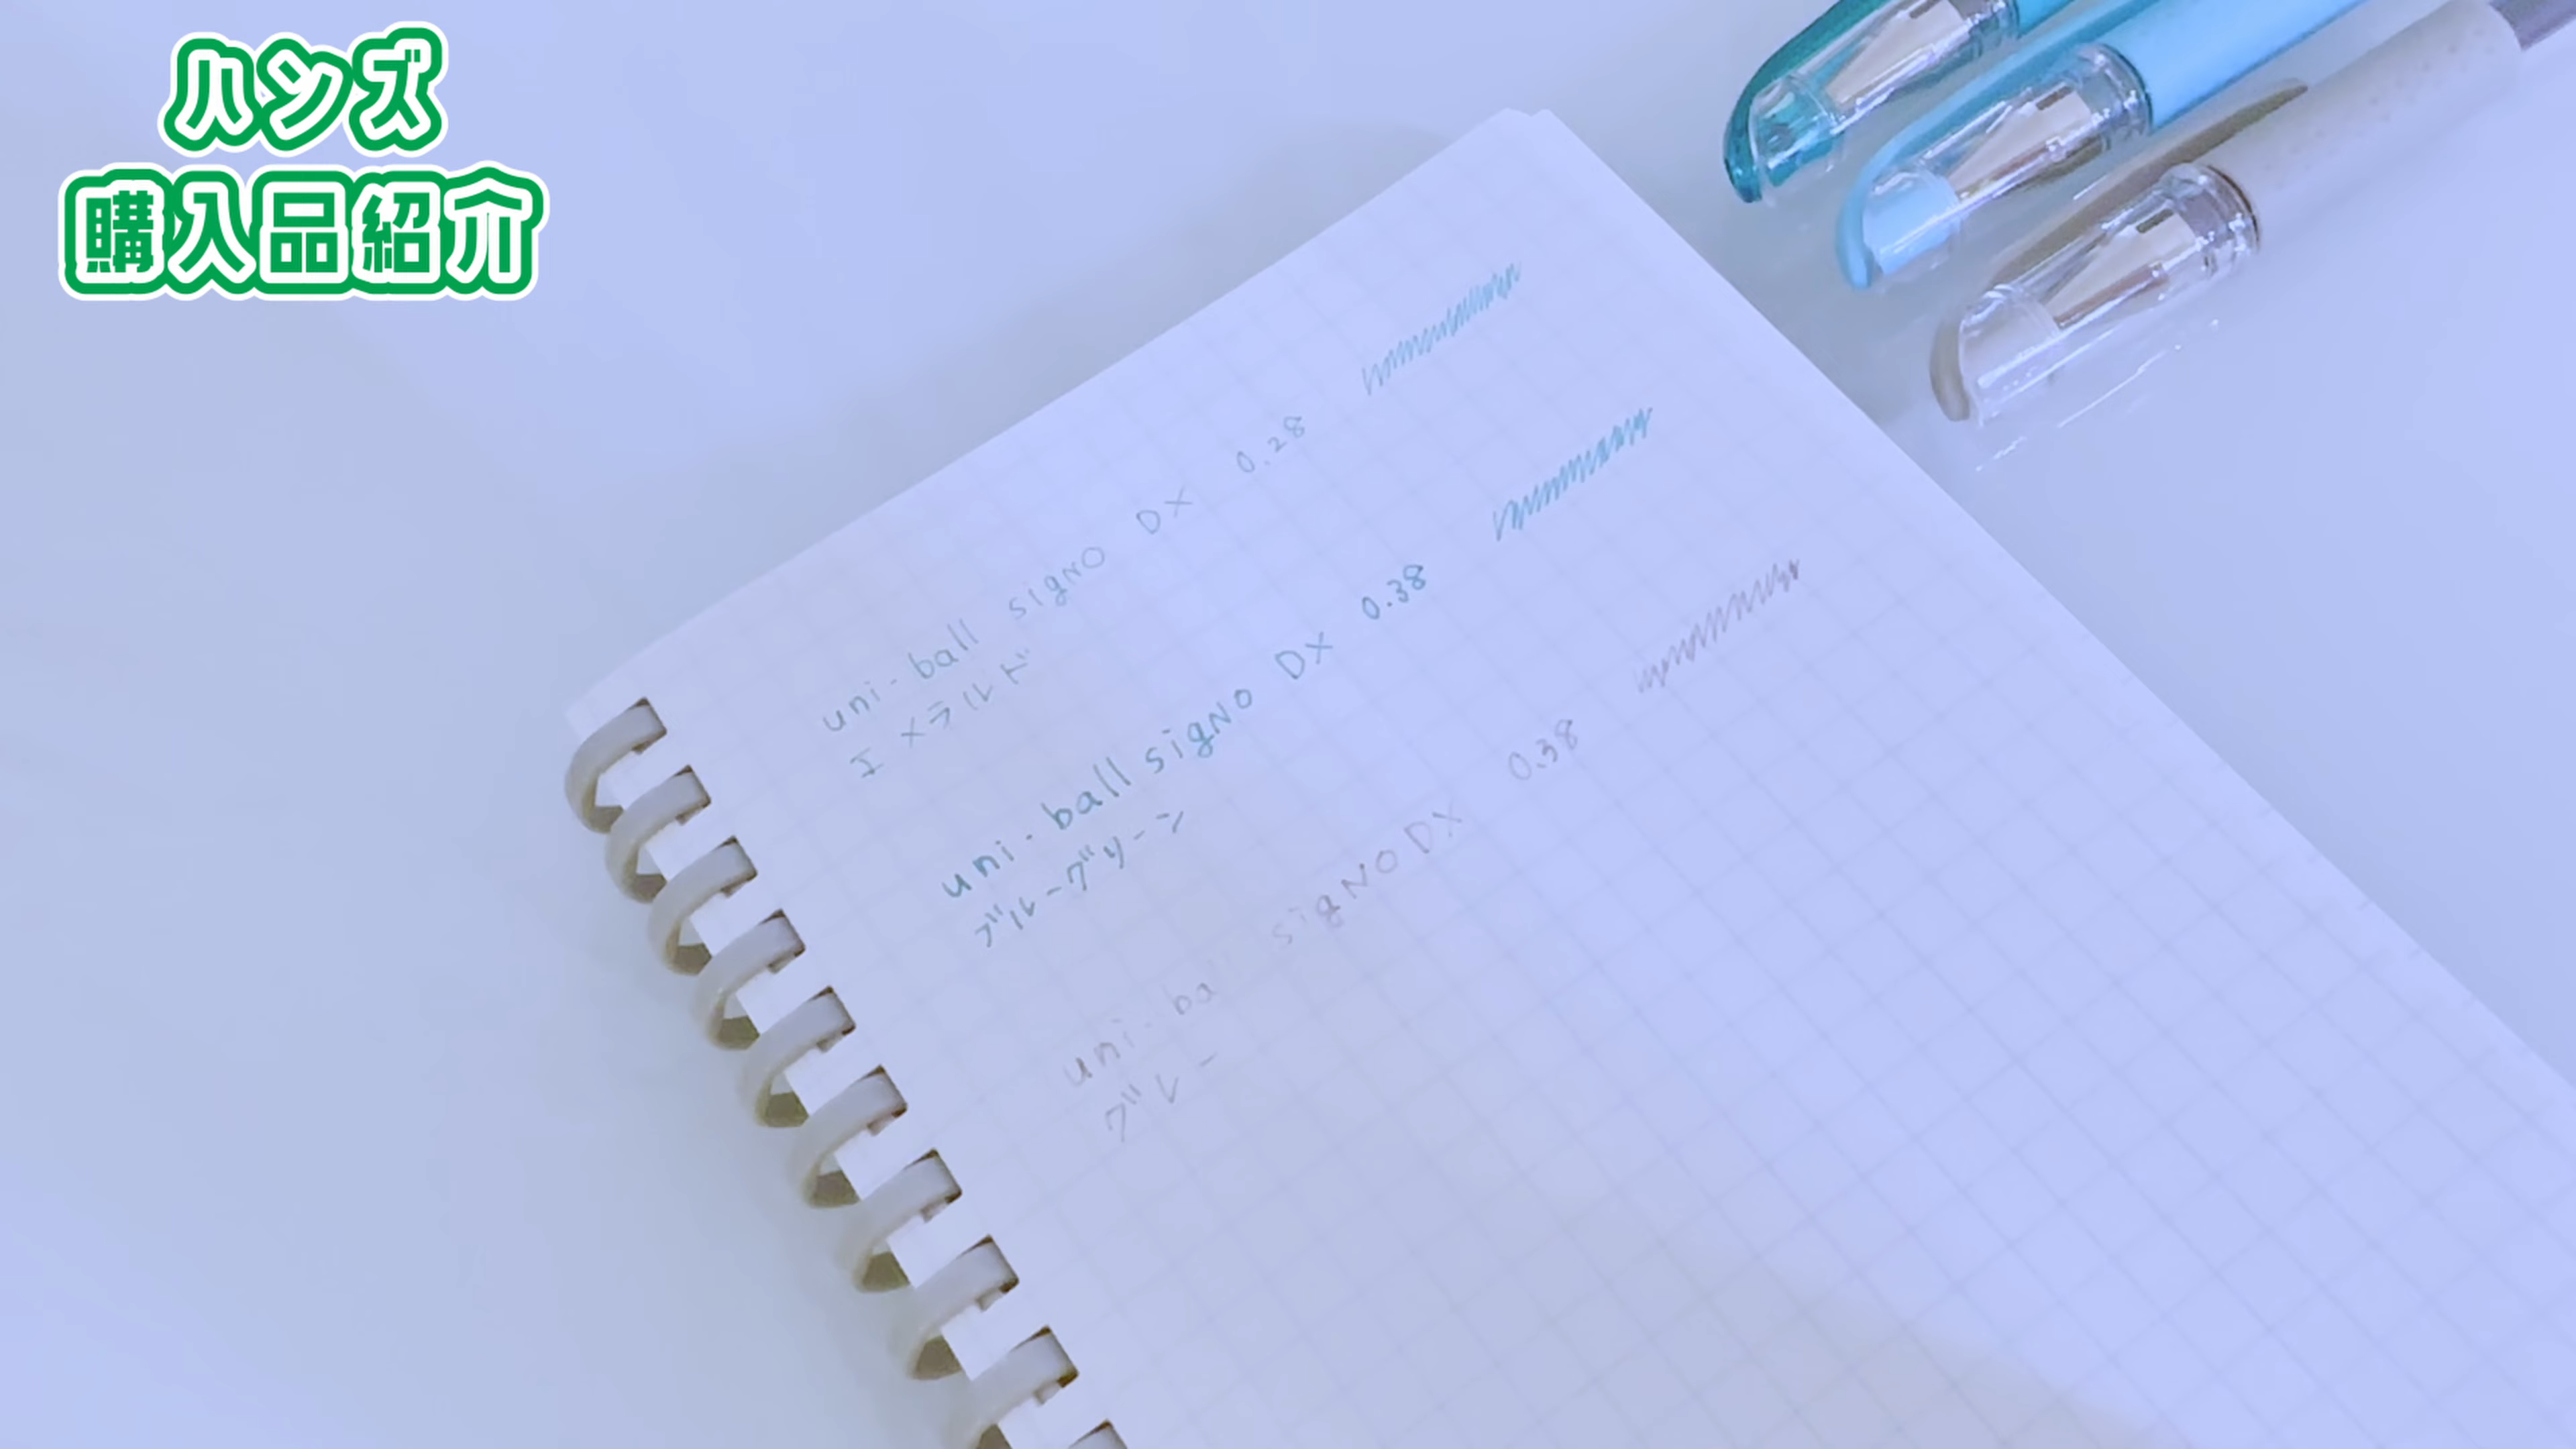 ハンズ
購入品紹介
uni-ball signo DX 0.28
エメラルド
uni-ball signo DX 0.38
ブルーグリーン
uni-ba signo DX 0.38
グレー